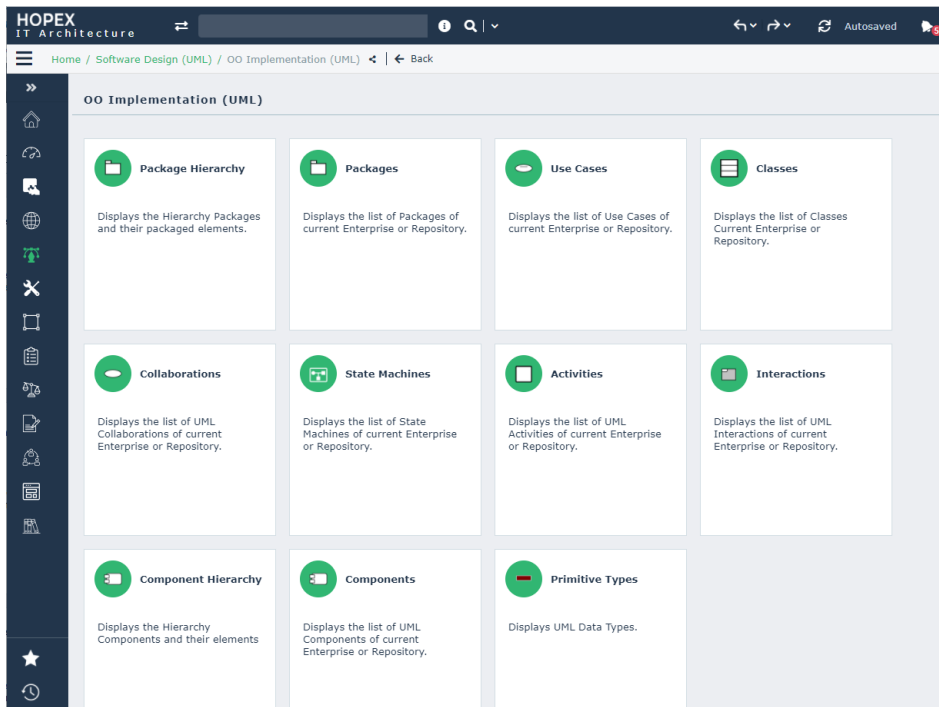 HOPEX
IT Architecture
Autosaved
5
Home / Software Design (UML) / OO Implementation (UML)
Back
OO Implementation (UML)
Package Hierarchy
Displays the Hierarchy Packages
and their packaged elements.
Packages
Displays the list of Packages of
current Enterprise or Repository.
Use Cases
Displays the list of Use Cases of
current Enterprise or Repository.
Classes
Displays the list of Classes
Current Enterprise or
Repository.
Collaborations
Displays the list of UML
Collaborations of current
Enterprise or Repository.
State Machines
Displays the list of State
Machines of current Enterprise
or Repository.
Activities
Displays the list of UML
Activities of current Enterprise
or Repository.
Interactions
Displays the list of UML
Interactions of current
Enterprise or Repository.
Component Hierarchy
Displays the Hierarchy
Components and their elements
Components
Displays the list of UML
Components of current
Enterprise or Repository.
Primitive Types
Displays UML Data Types.